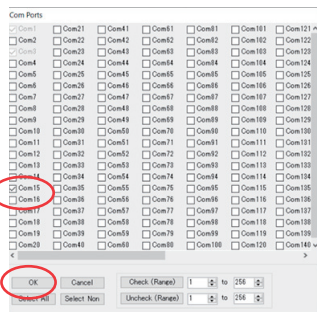 Com Ports
Com1 Com21 Com41 Com61 Com81 Com101 Com121
Com2 Com22 Com42 Com62 Com82 Com102 Com122
Com3 Com23 Com43 Com63 Com83 Com103 Com123
Com4 Com24 Com44 Com64 Com84 Com104 Com124
Com5 Com25 Com45 Com65 Com85 Com105 Com125
Com6 Com26 Com46 Com66 Com86 Com106 Com126
Com7 Com27 Com47 Com67 Com87 Com107 Com127
Com8 Com28 Com48 Com68 Com88 Com108 Com128
Com9 Com29 Com49 Com69 Com89 Com109 Com129
Com10 Com30 Com50 Com70 Com90 Com110 Com130
Com11 Com31 Com51 Com71 Com91 Com111 Com131
Com12 Com32 Com52 Com72 Com92 Com112 Com132
Com13 Com33 Com53 Com73 Com93 Com113 Com133
Com14 Com34 Com54 Com74 Com94 Com114 Com134
Com15 Com35 Com55 Com75 Com95 Com115 Com135
Com16 Com36 Com56 Com76 Com96 Com116 Com136
Com17 Com37 Com57 Com77 Com97 Com117 Com137
Com18 Com38 Com58 Com78 Com98 Com118 Com138
Com19 Com39 Com59 Com79 Com99 Com119 Com139
Com20 Com40 Com60 Com80 Com100 Com120 Com140
OK Cancel Check (Range) 1 to 256
Select All Select Non Uncheck (Range) 1 to 256